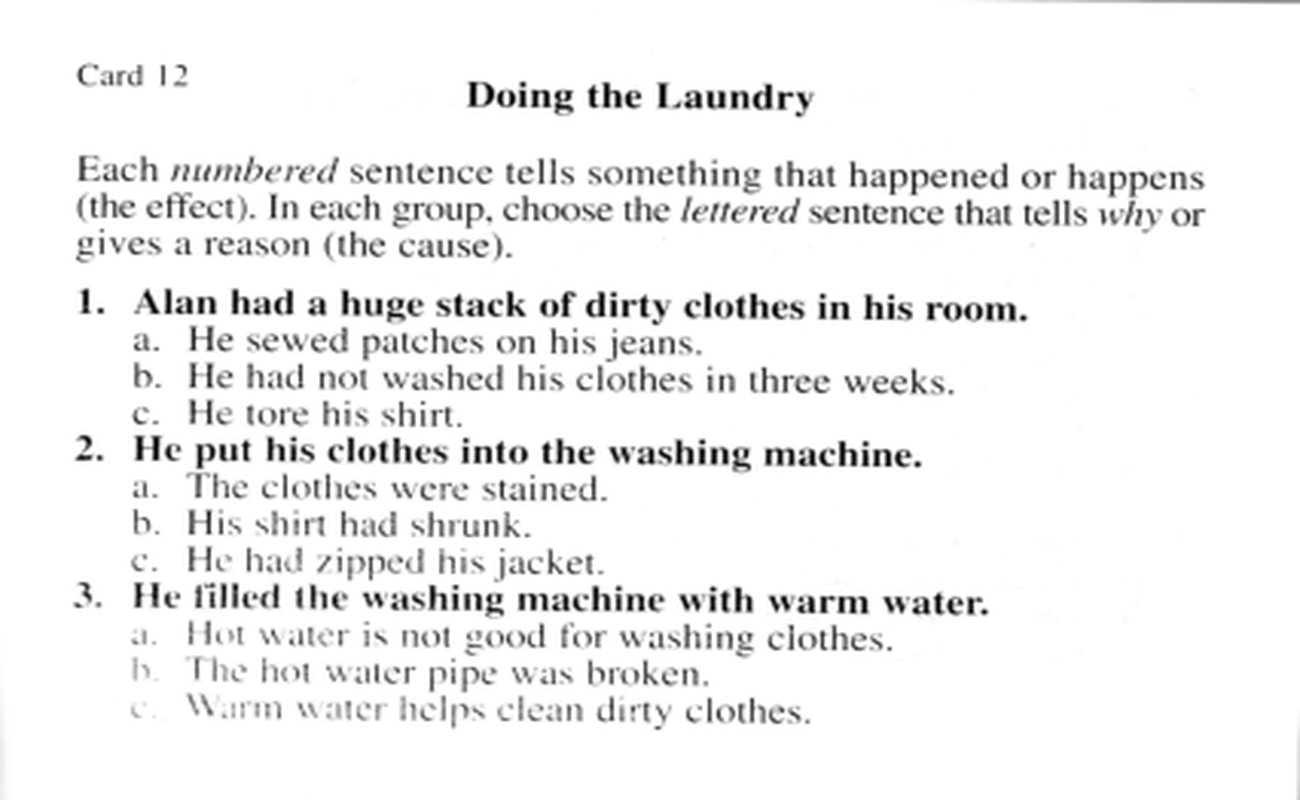 Card 12
Doing the Laundry
Each numbered sentence tells something that happened or happens
(the effect). In each group, choose the lettered sentence that tells why or
gives a reason (the cause).
1. Alan had a huge stack of dirty clothes in his room.
a. He sewed patches on his jeans.
b. He had not washed his clothes in three weeks.
c. He tore his shirt.
2. He put his clothes into the washing machine.
a. The clothes were stained.
b. His shirt had shrunk.
c. He had zipped his jacket.
3. He filled the washing machine with warm water.
a. Hot water is not good for washing clothes.
b. The hot water pipe was broken.
c. Warm water helps clean dirty clothes.